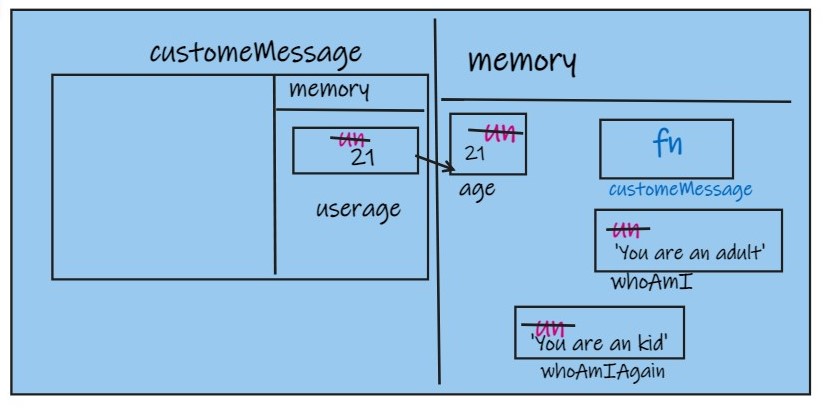 customeMessage
memory
un
21
userage
memory
un
21
age
fn
customeMessage
un
'You are an adult'
whoAmI
un
'You are an kid'
whoAmIAgain